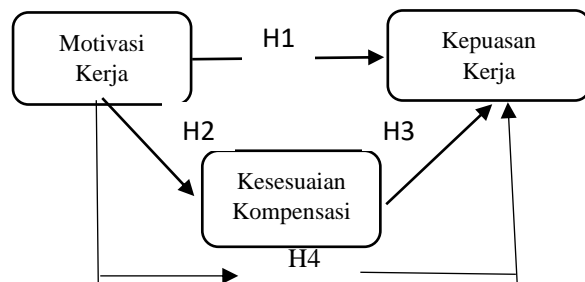 Motivasi
Kerja
H1
Kepuasan
Kerja
H2
H3
Kesesuaian
Kompensasi
H4